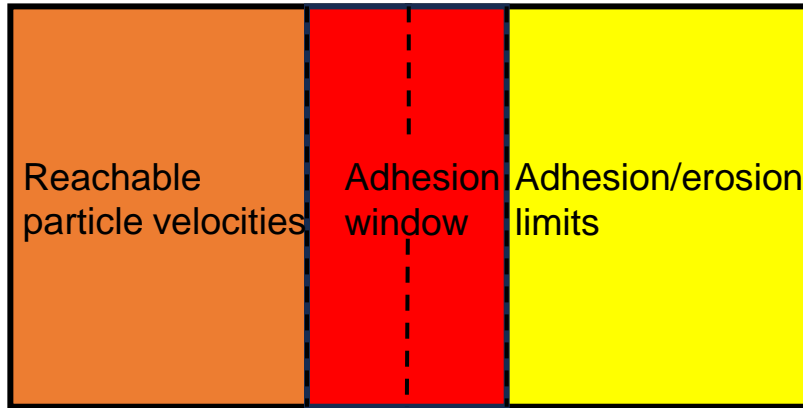 Reachable
particle velocities
Adhesion
window
Adhesion/erosion
limits